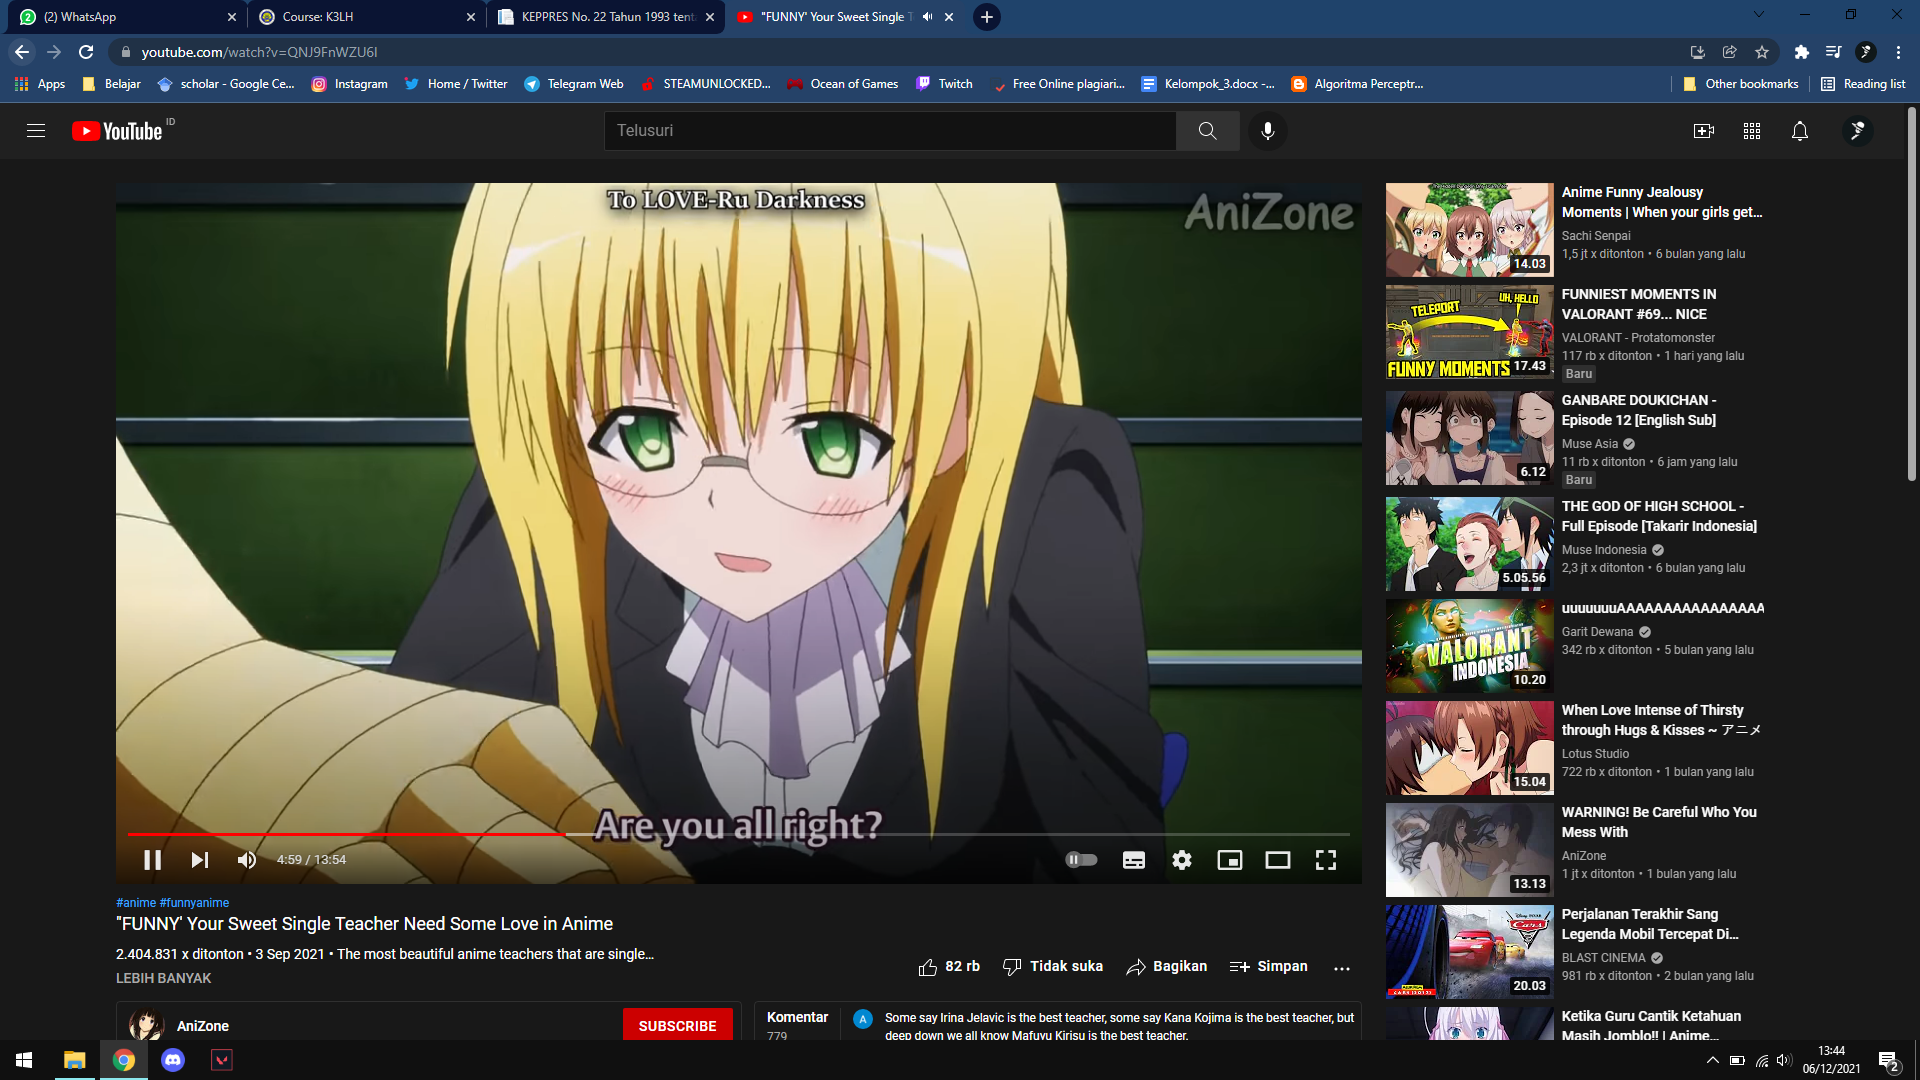 (2) WhatsApp
Course: K3LH
KEPPRES No. 22 Tahun 1993 tent
"FUNNY' Your Sweet Single T
youtube.com/watch?v=QNJ9FnWZU6I
Apps
Belajar
scholar - Google Ce...
Instagram
Home / Twitter
Telegram Web
STEAMUNLOCKED...
Ocean of Games
Twitch
Free Online plagiari...
Kelompok_3.docx -...
Algoritma Perceptr...
Other bookmarks
Reading list
YouTube ID
Telusuri
To LOVE-Ru Darkness
AniZone
Are you all right?
4:59 / 13:54
#anime #funnyanime
"FUNNY' Your Sweet Single Teacher Need Some Love in Anime
2.404.831 x ditonton • 3 Sep 2021 • The most beautiful anime teachers that are single...
LEBIH BANYAK
82 rb
Tidak suka
Bagikan
Simpan
AniZone
SUBSCRIBE
Komentar
779
A
Some say Irina Jelavic is the best teacher, some say Kana Kojima is the best teacher, but
deep down we all know Mafuyu Kirisu is the best teacher.
14.03
Anime Funny Jealousy
Moments | When your girls get...
Sachi Senpai
1,5 jt x ditonton • 6 bulan yang lalu
TELEPORT
UH, HELLO
FUNNY MOMENTS
17.43
FUNNIEST MOMENTS IN
VALORANT #69... NICE
VALORANT - Protatomonster
117 rb x ditonton • 1 hari yang lalu
Baru
6.12
GANBARE DOUKICHAN -
Episode 12 [English Sub]
Muse Asia
11 rb x ditonton • 6 jam yang lalu
Baru
5.05.56
THE GOD OF HIGH SCHOOL -
Full Episode [Takarir Indonesia]
Muse Indonesia
2,3 jt x ditonton • 6 bulan yang lalu
VALORANT
INDONESIA
10.20
uuuuuuuAAAAAAAAAAAAAAAA
Garit Dewana
342 rb x ditonton • 5 bulan yang lalu
15.04
When Love Intense of Thirsty
through Hugs & Kisses ~ アニメ
Lotus Studio
722 rb x ditonton • 1 bulan yang lalu
13.13
WARNING! Be Careful Who You
Mess With
AniZone
1 jt x ditonton • 1 bulan yang lalu
Cars
3
20.03
Perjalanan Terakhir Sang
Legenda Mobil Tercepat Di...
BLAST CINEMA
981 rb x ditonton • 2 bulan yang lalu
Ketika Guru Cantik Ketahuan
Masih Jomblo!! | Anime...
13:44
06/12/2021
2